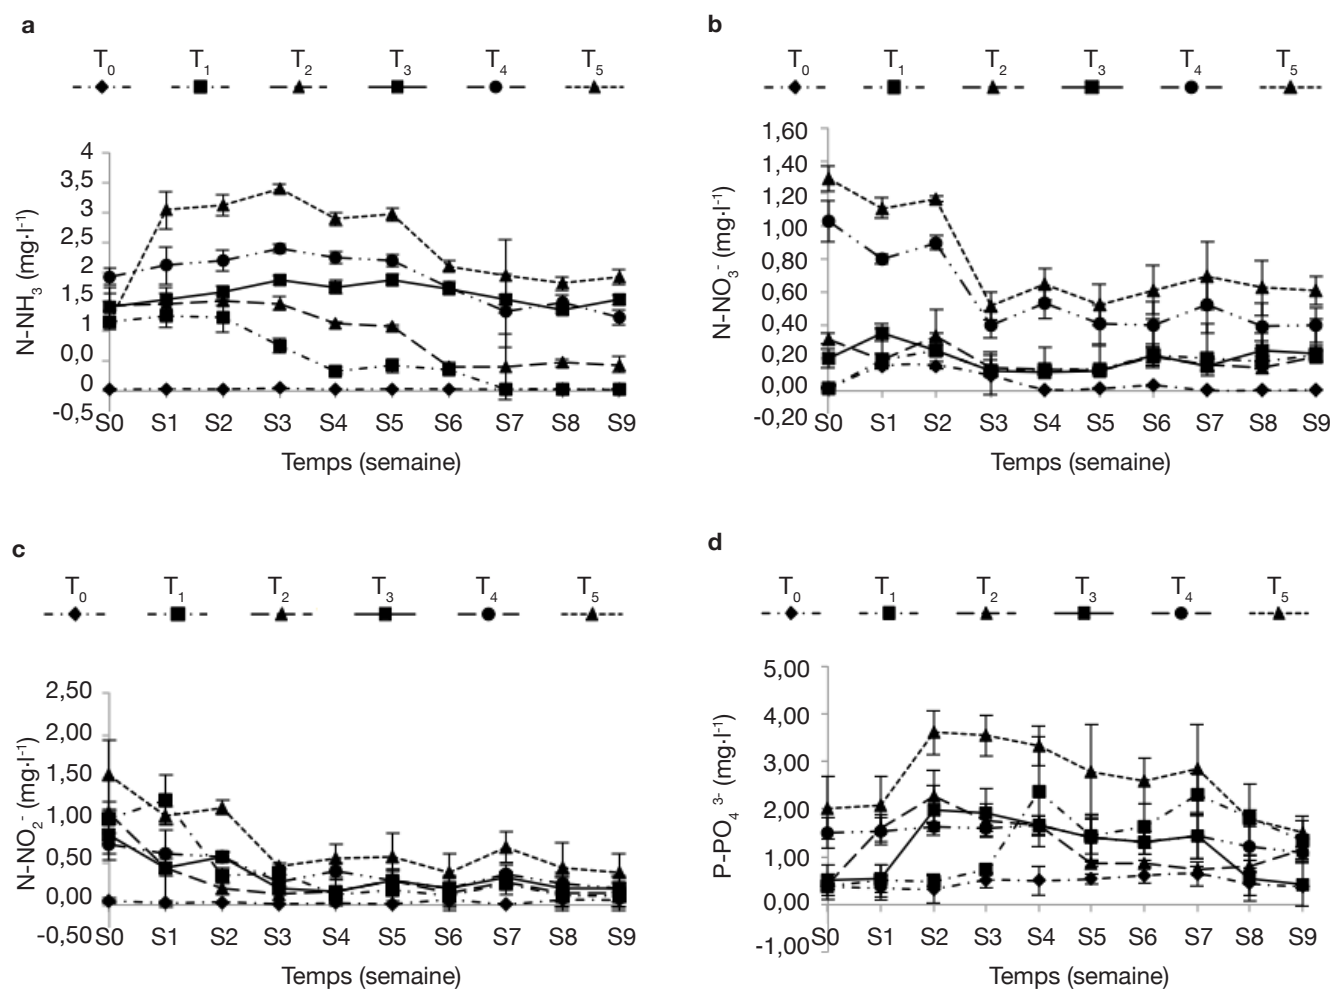 a
T0 T1 T2 T3 T4 T5
4
3,5
3
2,5
2
1,5
1
0,0
0
-0,5
N-NH3 (mg·l-1)
S0 S1 S2 S3 S4 S5 S6 S7 S8 S9
Temps (semaine)
b
T0 T1 T2 T3 T4 T5
1,60
1,40
1,20
1,00
0,80
0,60
0,40
0,20
0,00
-0,20
N-NO3- (mg·l-1)
S0 S1 S2 S3 S4 S5 S6 S7 S8 S9
Temps (semaine)
c
T0 T1 T2 T3 T4 T5
2,50
2,00
1,50
1,00
0,50
0,00
-0,50
N-NO2- (mg·l-1)
S0 S1 S2 S3 S4 S5 S6 S7 S8 S9
Temps (semaine)
d
T0 T1 T2 T3 T4 T5
5,00
4,00
3,00
2,00
1,00
0,00
-1,00
P-PO4 3- (mg·l-1)
S0 S1 S2 S3 S4 S5 S6 S7 S8 S9
Temps (semaine)